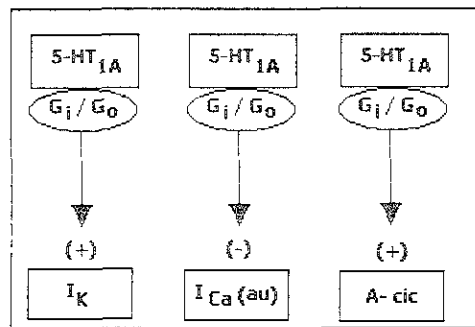 5-HT1A 5-HT1A 5-HT1A
Gi / Go Gi / Go Gi / Go
(+) (-) (+)
IK ICa (au) A- cic